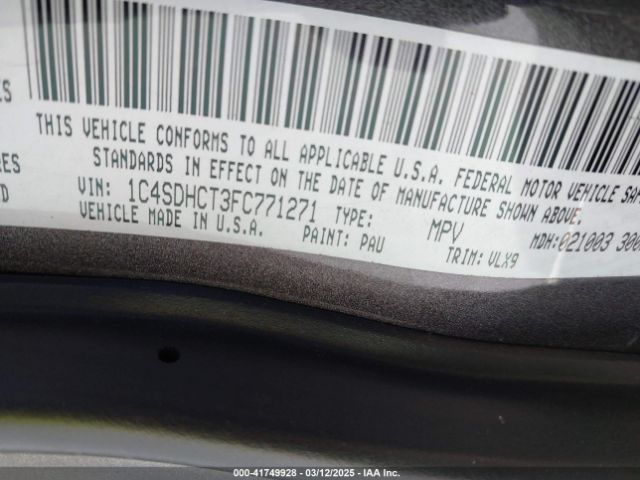 IS
THIS VEHICLE CONFORMS TO ALL APPLICABLE U.S.A. FEDERAL MOTOR VEHICLE
RES STANDARDS IN EFFECT ON THE DATE OF MANUFACTURE SHOWN ABOVE.
D VIN: 1C4SDHCT3FC771271 TYPE: MPV MDH:021003
VEHICLE MADE IN U.S.A. PAINT: PAU TRIM: VLX9
000-41749928 - 03/12/2025 - IAA Inc.